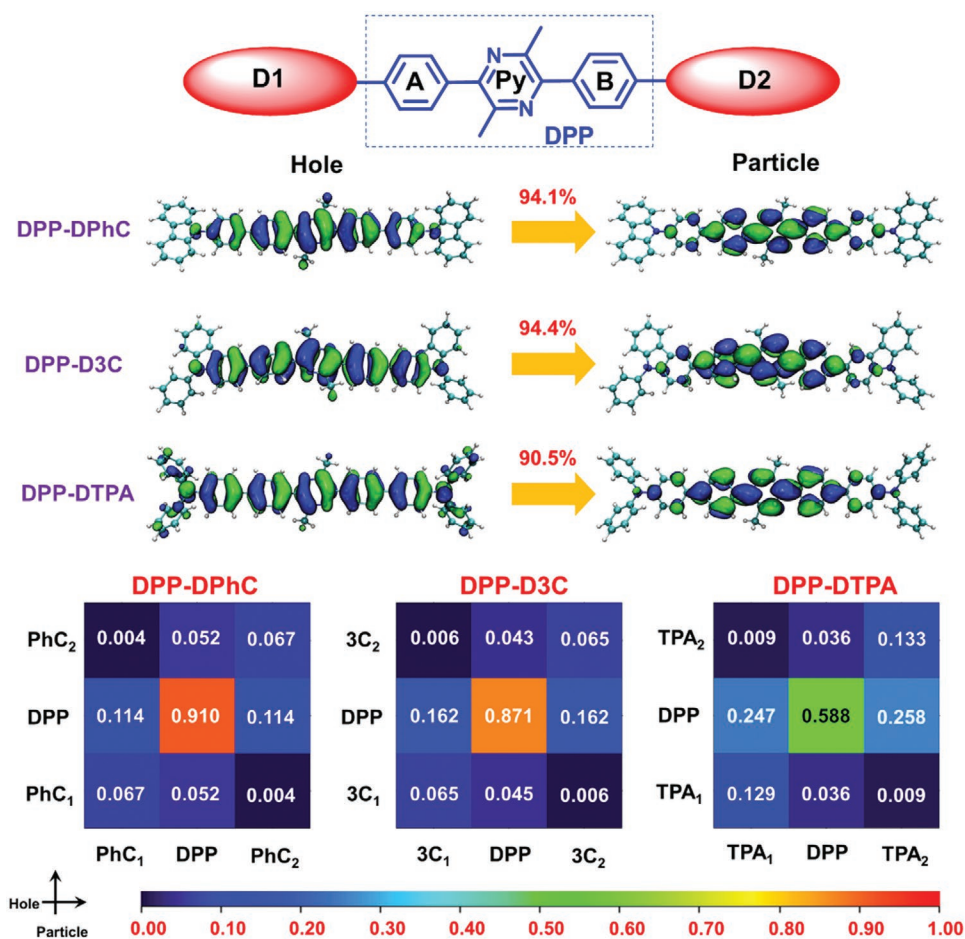 D1 A N Py N B D2
DPP
Hole Particle
DPP-DPhC 94.1%
DPP-D3C 94.4%
DPP-DTPA 90.5%
DPP-DPhC DPP-D3C DPP-DTPA
PhC₂ 0.004 0.052 0.067 3C₂ 0.006 0.043 0.065 TPA₂ 0.009 0.036 0.133
DPP 0.114 0.910 0.114 DPP 0.162 0.871 0.162 DPP 0.247 0.588 0.258
PhC₁ 0.067 0.052 0.004 3C₁ 0.065 0.045 0.006 TPA₁ 0.129 0.036 0.009
PhC₁ DPP PhC₂ 3C₁ DPP 3C₂ TPA₁ DPP TPA₂
Hole
Particle
0.00 0.10 0.20 0.30 0.40 0.50 0.60 0.70 0.80 0.90 1.00